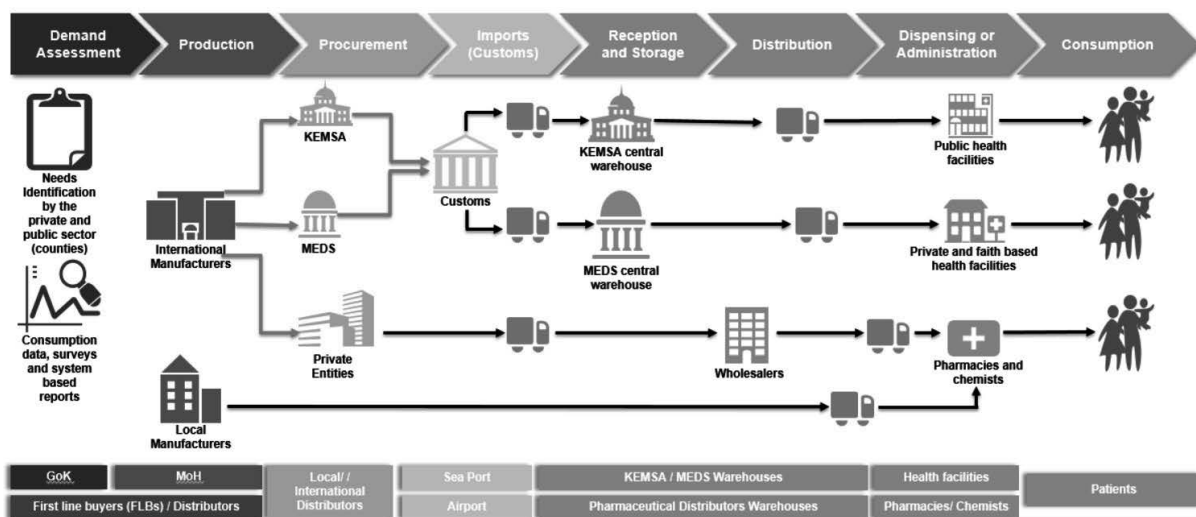 Demand
Assessment
Production
Procurement
Imports
(Customs)
Reception
and Storage
Distribution
Dispensing or
Administration
Consumption
Needs
Identification
by the
private and
public sector
(counties)
Consumption
data, surveys
and system
based
reports
International
Manufacturers
Local
Manufacturers
KEMSA
MEDS
Private
Entities
Customs
KEMSA central
warehouse
MEDS central
warehouse
Wholesalers
Public health
facilities
Private and faith based
health facilities
Pharmacies and
chemists
GoK
MoH
First line buyers (FLBs) / Distributors
Local/ /
International
Distributors
Sea Port
Airport
KEMSA / MEDS Warehouses
Pharmaceutical Distributors Warehouses
Health facilities
Pharmacies/ Chemists
Patients